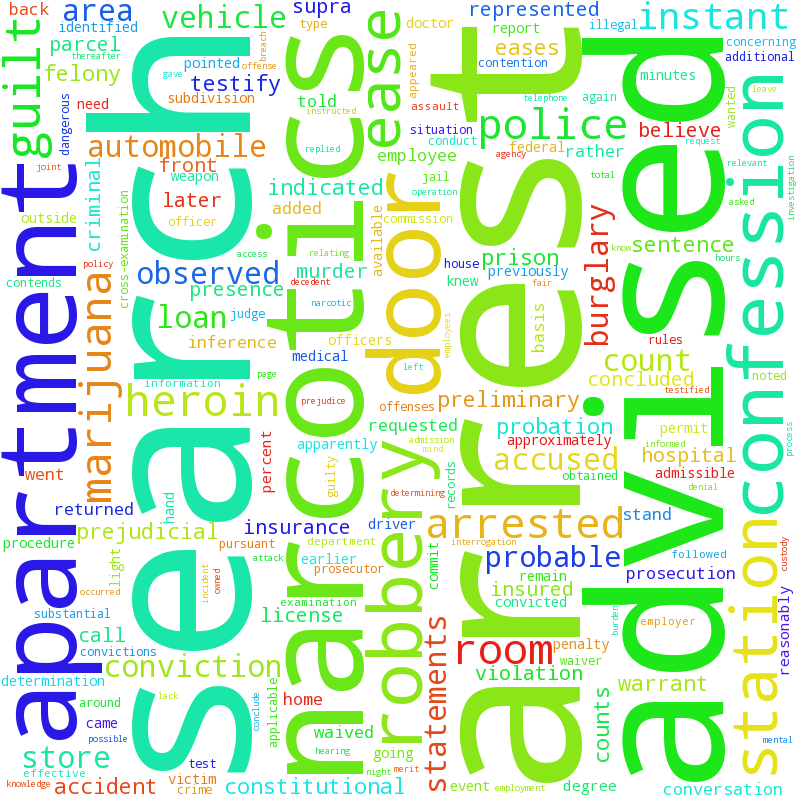 back
area
vehicle
supra
represented
illegal
instant
identified
parcel
thereafter
felony
guilt
pointed
testify
subdivision
type
offense
breach
gave
told
instructed
doctor
appeared
report
eases
contention
concerning
additional
minutes
leave
telephone
again
wanted
request
need
dangerous
automobile
front
weapon
ease
assault
situation
conduct
police
federal
agency
believe
rather
relevant
joint
criminal
later
replied
employee
jail
operation
total
officer
indicated
added
available
commission
asked
investigation
outside
cross-examination
policy
contends
observed
presence
access
relating
murder
decedent
narcotic
house
knew
prison
previously
fair
know
sentence
hours
apartment
marijuana
search
loan
judge
inference
officers
medical
narcotics
door
employees
basis
arrest
burglary
count
advised
rules
confession
information
page
left
heroin
prejudice
offenses
preliminary
concluded
testified
noted
process
requested
admission
mind
probation
approximately
accused
permit
informed
hospital
admissible
obtained
denial
went
percent
apparently
guilty
determining
records
returned
hand
insurance
driver
arrested
stand
procedure
prejudicial
pursuant
department
robbery
interrogation
probable
followed
custody
light
attack
earlier
prosecutor
commit
remain
prosecution
reasonably
occurred
incident
owned
examination
insured
convicted
burden
employer
substantial
call
license
statements
room
penalty
waiver
convictions
conviction
determination
lack
home
applicable
violation
warrant
station
around
came
conclude
waived
counts
possible
store
test
hearing
going
mental
effective
victim
night
merit
event
degree
knowledge
accident
crime
constitutional
employment
conversation